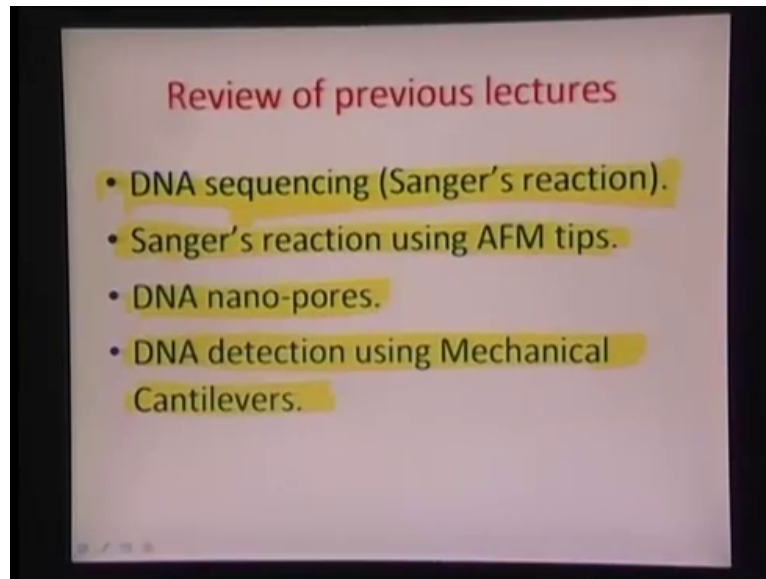 Review of previous lectures
• DNA sequencing (Sanger's reaction).
• Sanger's reaction using AFM tips.
• DNA nano-pores.
• DNA detection using Mechanical
Cantilevers.